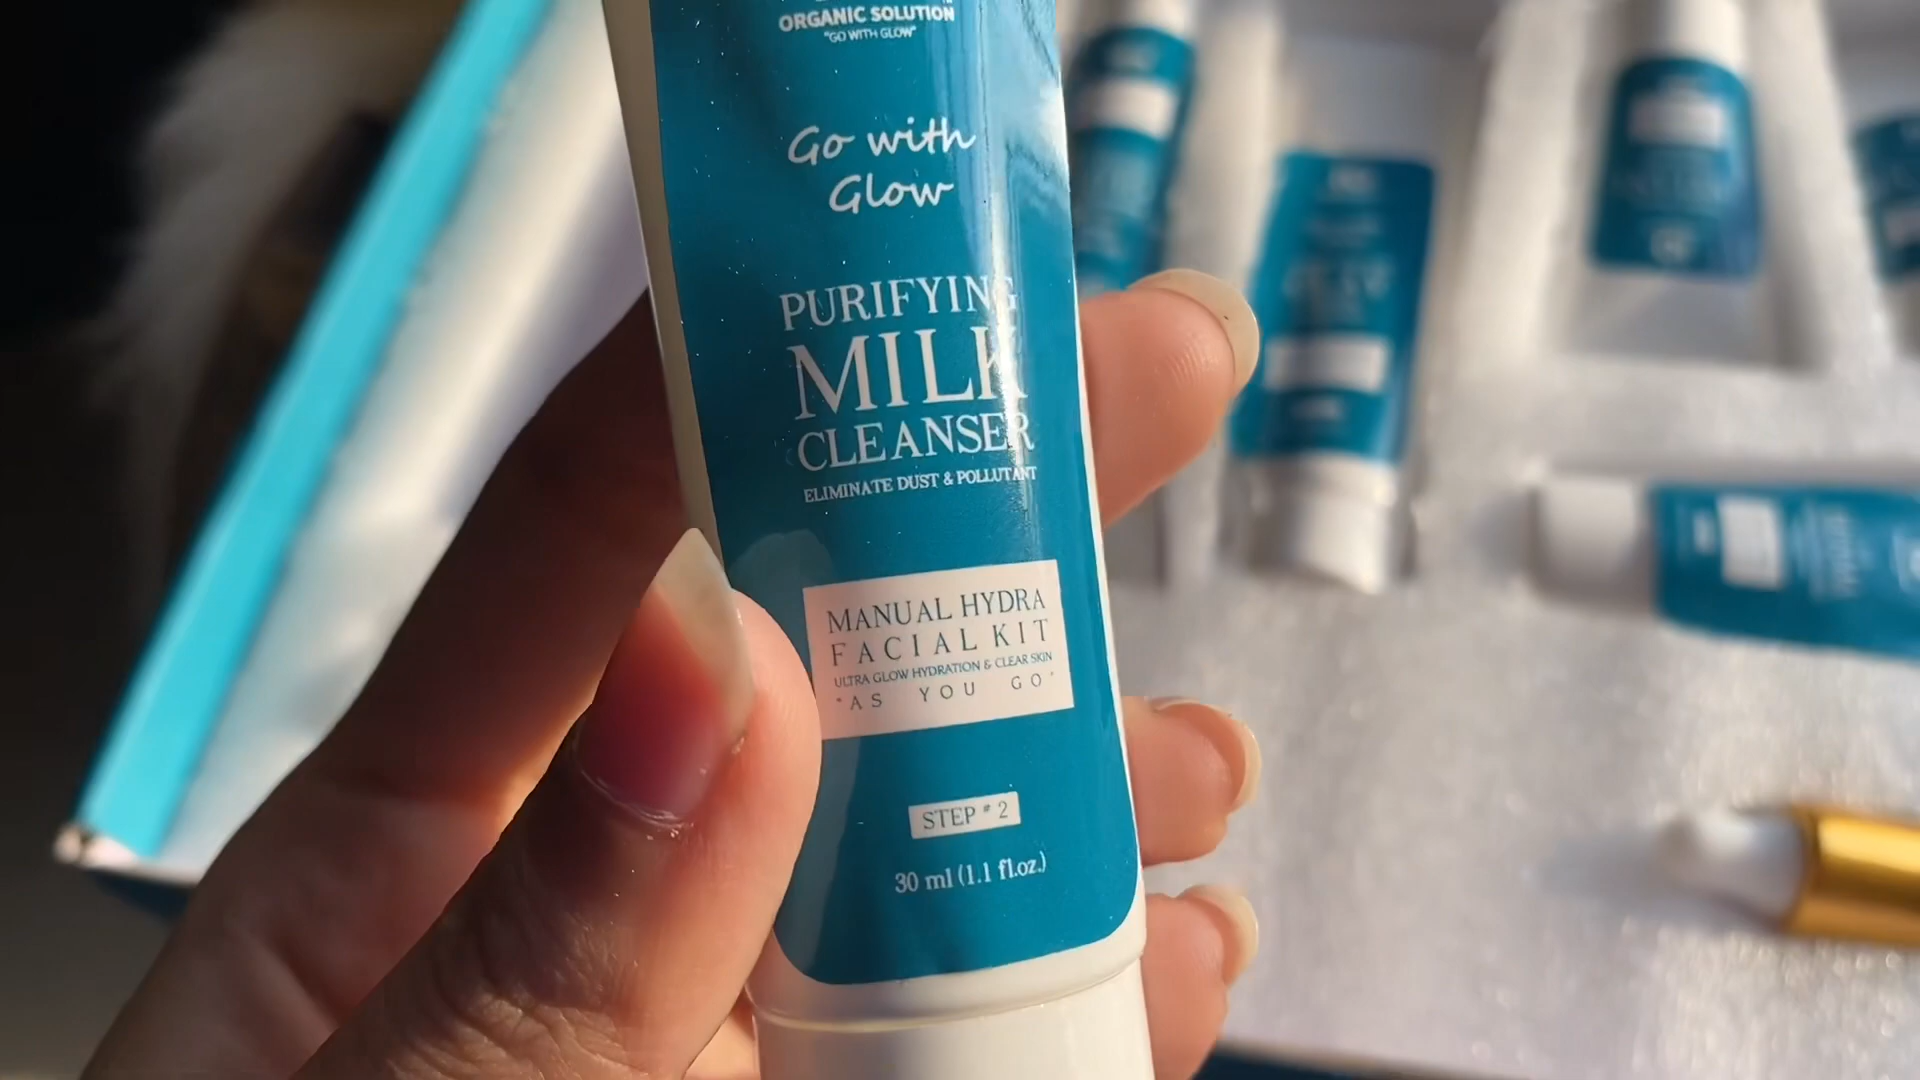 ORGANIC SOLUTION
"GO WITH GLOW"
Go with
Glow
PURIFYING
MILK
CLEANSER
ELIMINATE DUST & POLLUTANT
MANUAL HYDRA
FACIAL KIT
ULTRA GLOW HYDRATION & CLEAR SKIN
"AS YOU GO"
STEP # 2
30 ml (1.1 fl.oz.)